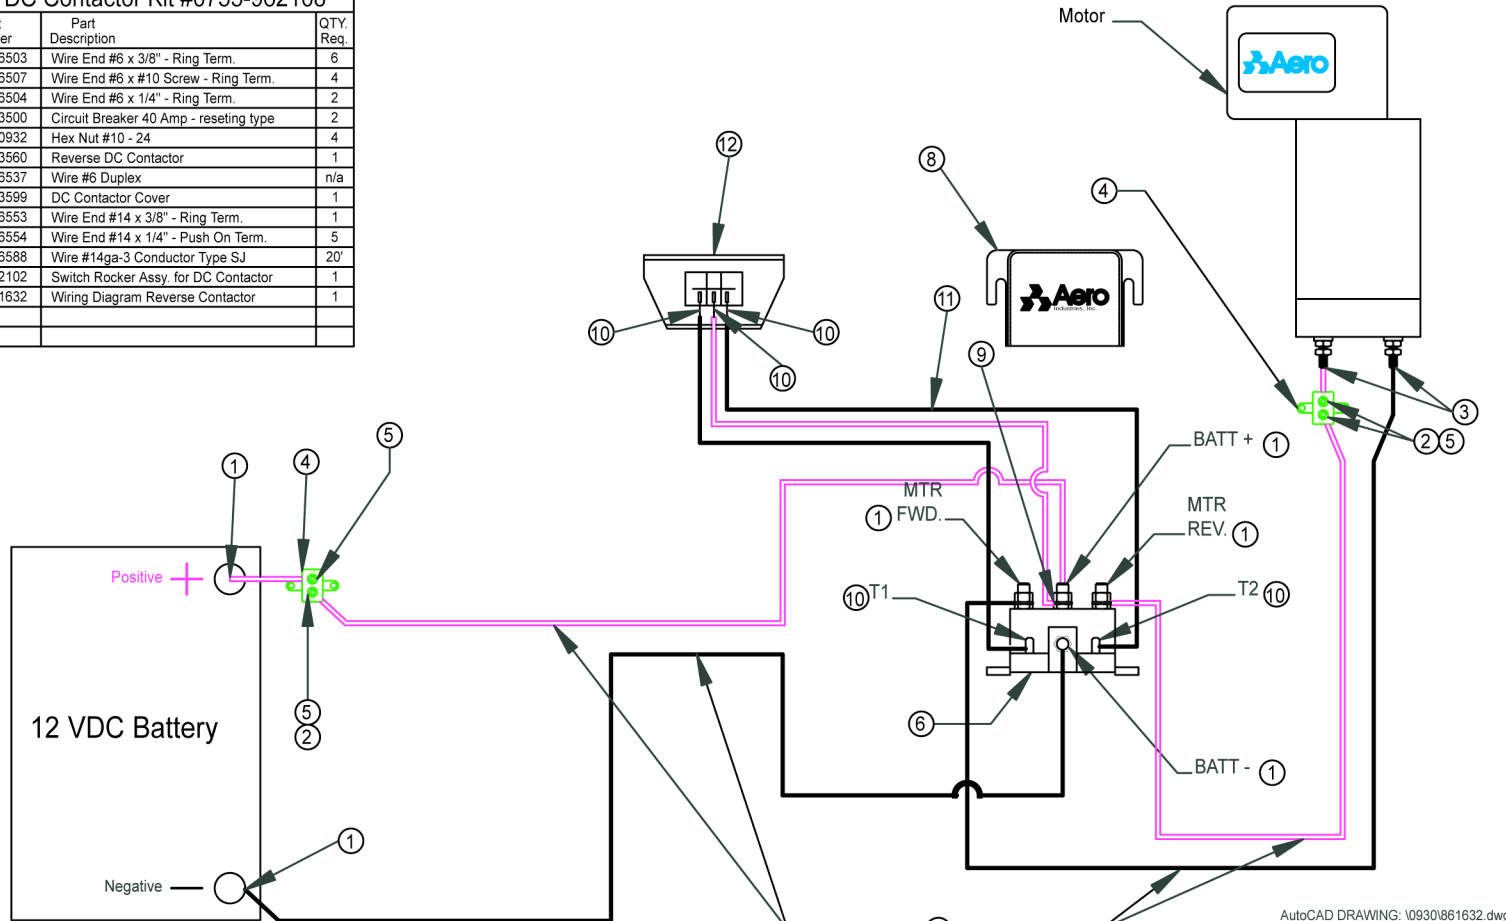 DC Contactor Kit #0755-962108
Part QTY.
er Description Req.
6503 Wire End #6 x 3/8" - Ring Term. 6
6507 Wire End #6 x #10 Screw - Ring Term. 4
6504 Wire End #6 x 1/4" - Ring Term. 2
3500 Circuit Breaker 40 Amp - reseting type 2
0932 Hex Nut #10 - 24 4
3560 Reverse DC Contactor 1
6537 Wire #6 Duplex n/a
3599 DC Contactor Cover 1
6553 Wire End #14 x 3/8" - Ring Term. 1
6554 Wire End #14 x 1/4" - Push On Term. 5
6588 Wire #14ga-3 Conductor Type SJ 20'
2102 Switch Rocker Assy. for DC Contactor 1
1632 Wiring Diagram Reverse Contactor 1
Motor
Aero
12
8
4
Aero
Industries, Inc.
10
10
10
11
9
3
2 5
5
1
4
BATT + 1
MTR
1 FWD.
MTR
REV. 1
Positive +
10 T1
T2 10
5
2
12 VDC Battery
6
BATT - 1
1
Negative
AutoCAD DRAWING: \0930\861632.dwg